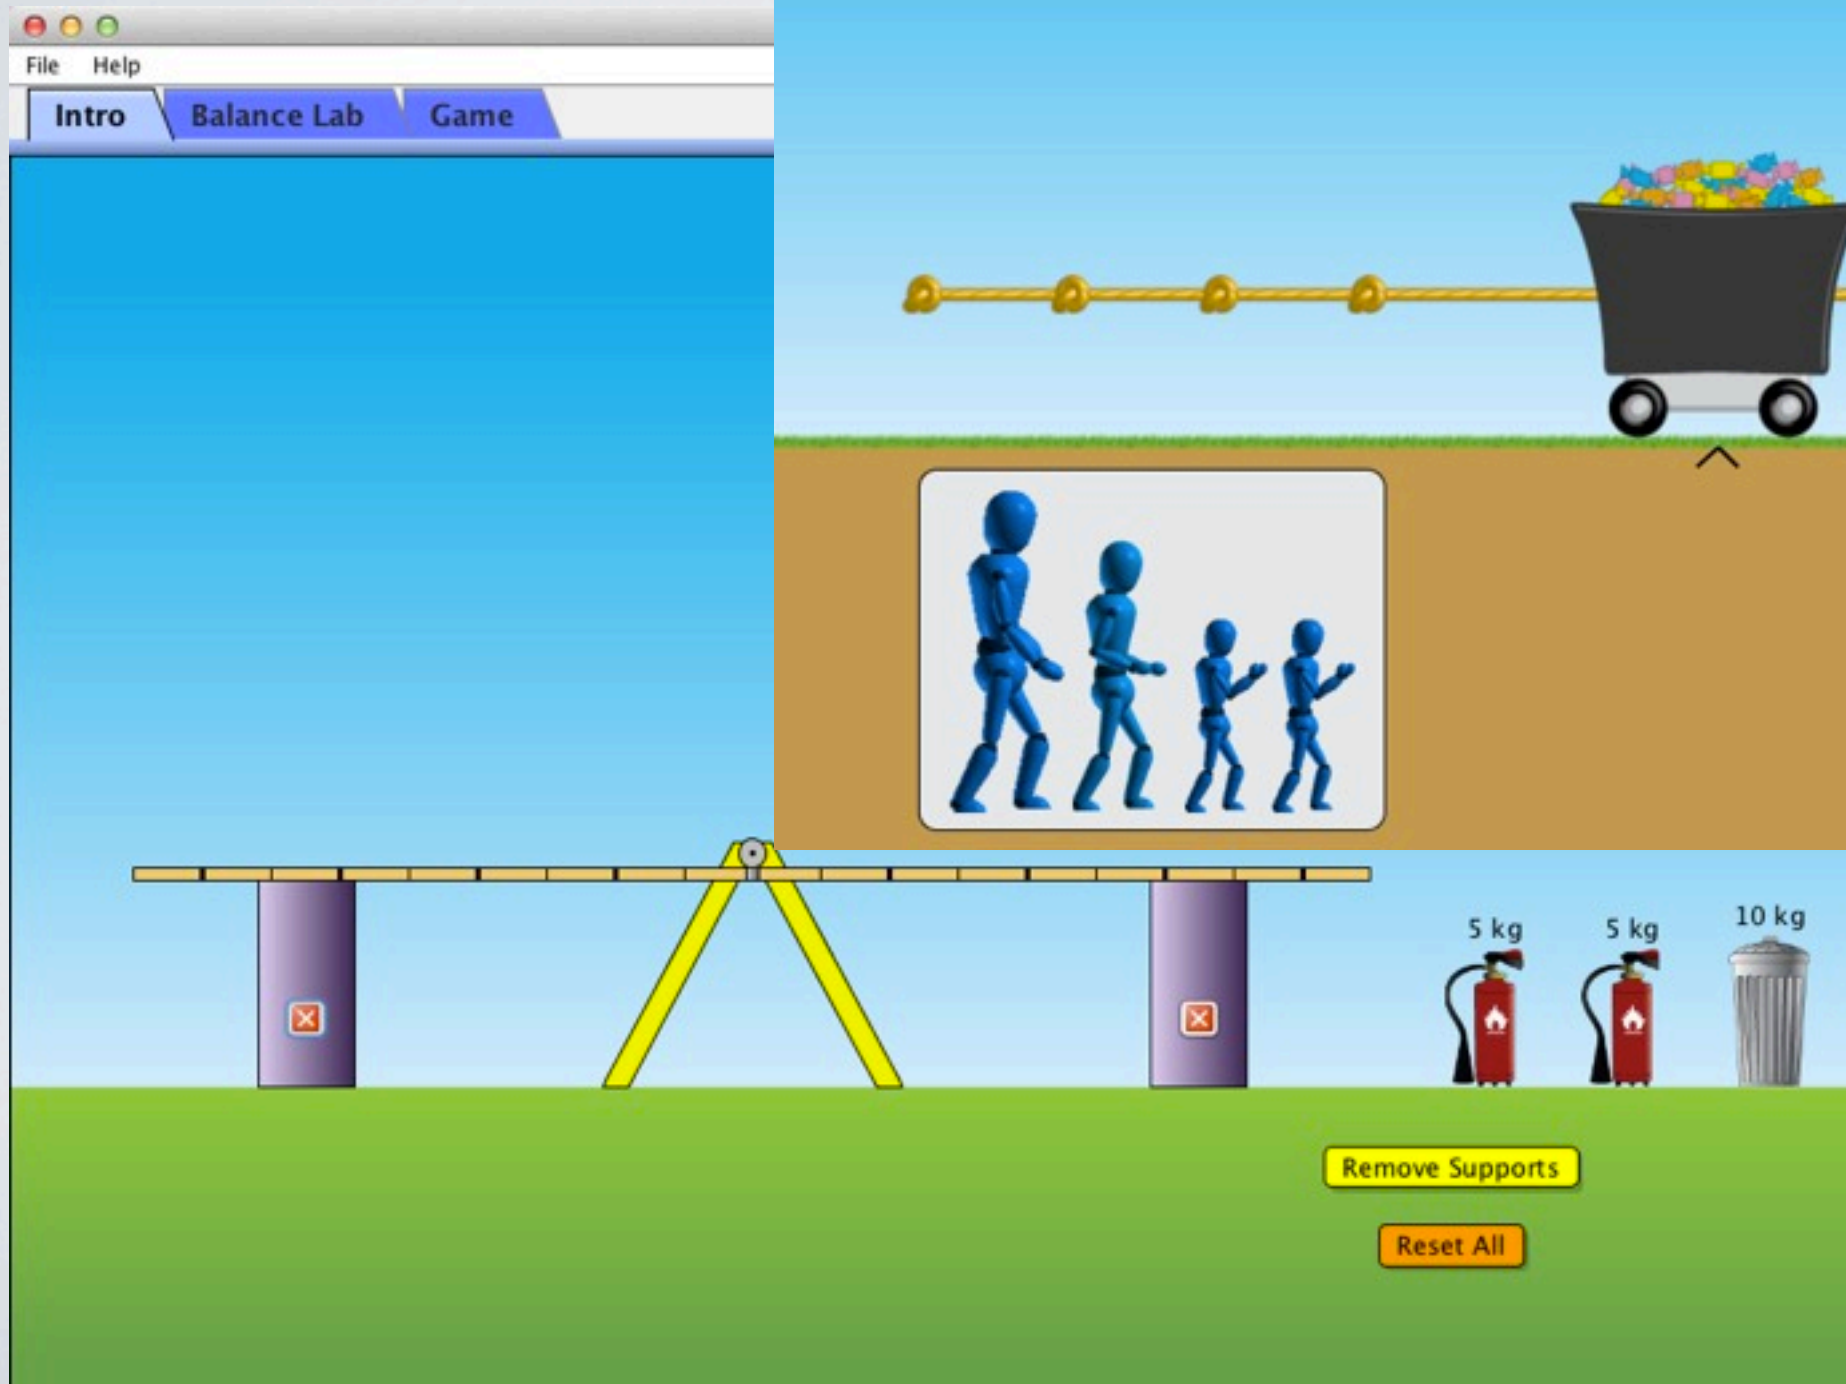 File Help
Intro Balance Lab Game
5 kg 5 kg 10 kg
Remove Supports
Reset All